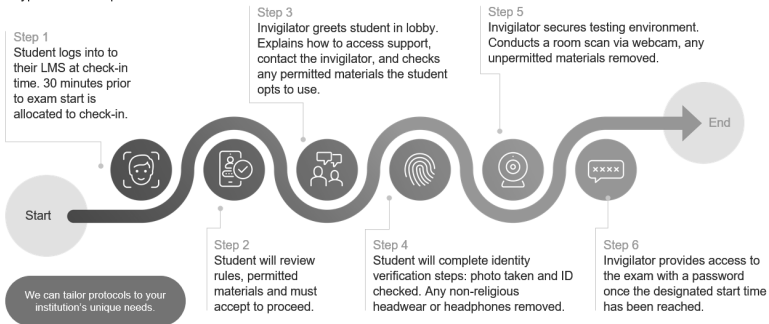 Step 1
Student logs into to
their LMS at check-in
time. 30 minutes prior
to exam start is
allocated to check-in.
Step 3
Invigilator greets student in lobby.
Explains how to access support,
contact the invigilator, and checks
any permitted materials the student
opts to use.
Step 5
Invigilator secures testing environment.
Conducts a room scan via webcam, any
unpermitted materials removed.
Start
End
xxxx
Step 2
Student will review
rules, permitted
materials and must
accept to proceed.
Step 4
Student will complete identity
verification steps: photo taken and ID
checked. Any non-religious
headwear or headphones removed.
Step 6
Invigilator provides access to
the exam with a password
once the designated start time
has been reached.
We can tailor protocols to your
institution's unique needs.